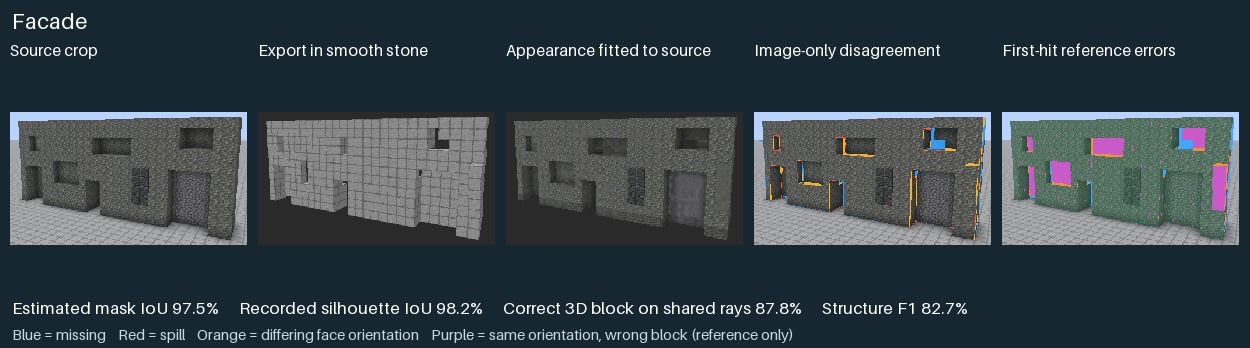 Facade
Source crop
Export in smooth stone
Appearance fitted to source
Image-only disagreement
First-hit reference errors
Estimated mask IoU 97.5% Recorded silhouette IoU 98.2% Correct 3D block on shared rays 87.8% Structure F1 82.7%
Blue = missing Red = spill Orange = differing face orientation Purple = same orientation, wrong block (reference only)